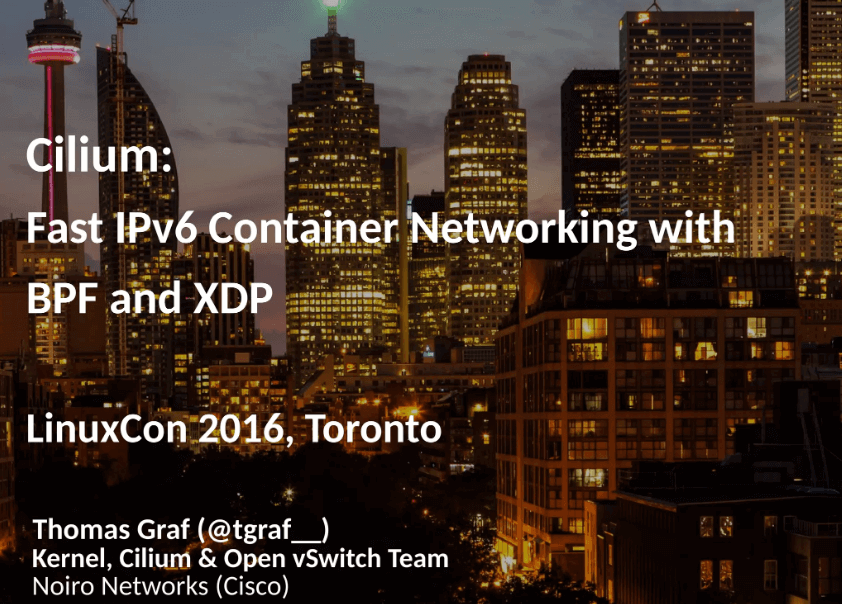 Cilium:
Fast IPv6 Container Networking with
BPF and XDP
LinuxCon 2016, Toronto
Thomas Graf (@tgraf__)
Kernel, Cilium & Open vSwitch Team
Noiro Networks (Cisco)